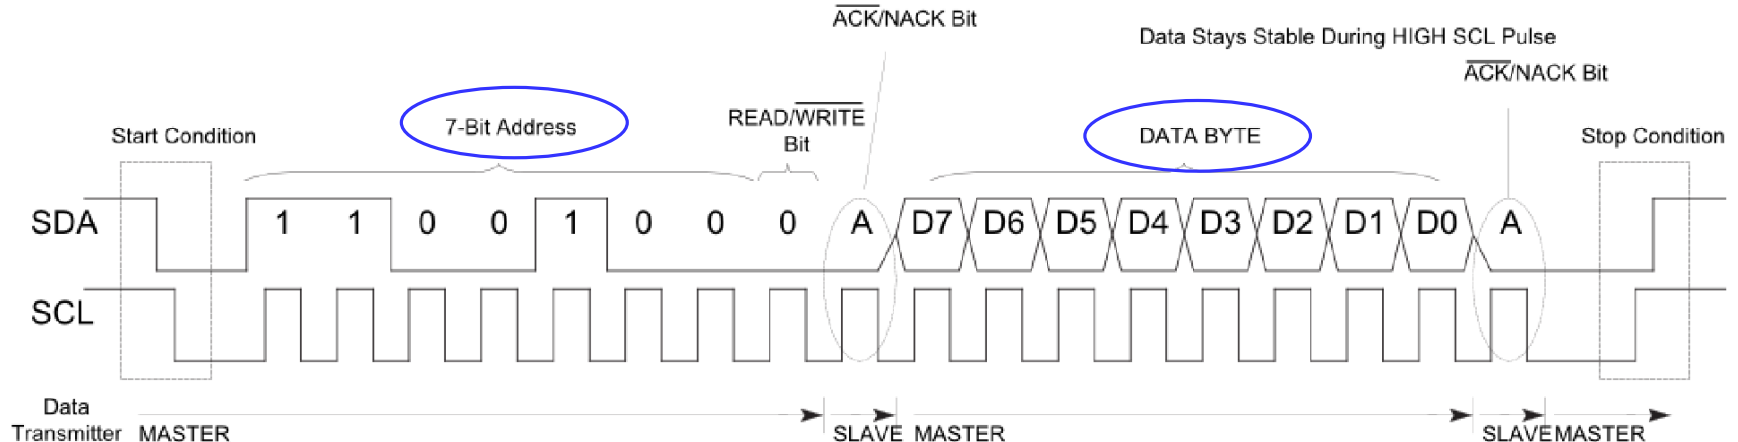 ACK/NACK Bit
Data Stays Stable During HIGH SCL Pulse
ACK/NACK Bit
7-Bit Address
READ/WRITE
Bit
DATA BYTE
Start Condition
Stop Condition
SDA 1 1 0 0 1 0 0 0 A D7 D6 D5 D4 D3 D2 D1 D0 A
SCL
Data
Transmitter MASTER SLAVE MASTER SLAVE MASTER